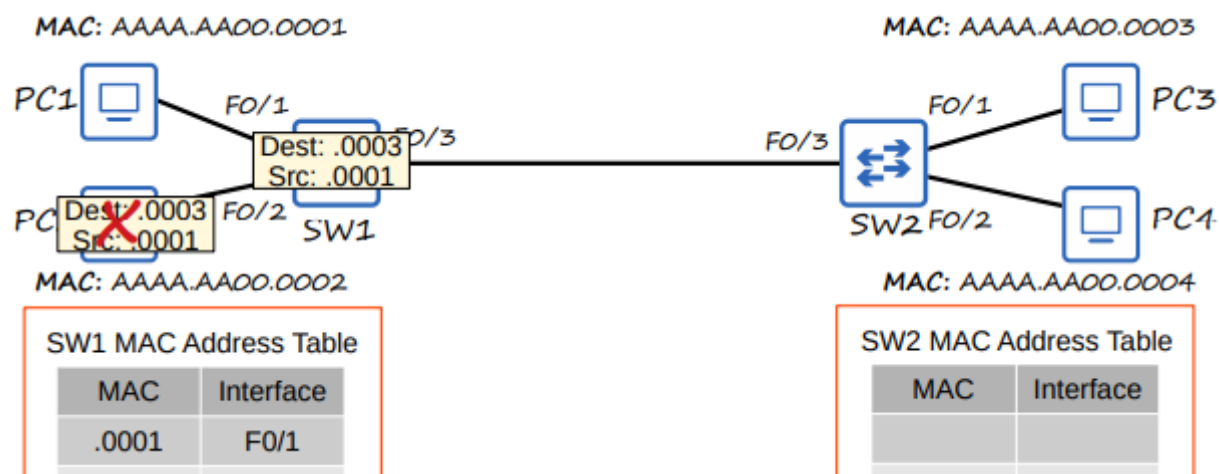 MAC: AAAA.AA00.0001
MAC: AAAA.AA00.0003
PC1
F0/1
F0/1
PC3
Dest: .0003
Src: .0001
F0/3
F0/3
PC
Dest: .0003
Src: .0001
F0/2
SW1
SW2
F0/2
PC4
MAC: AAAA.AA00.0002
MAC: AAAA.AA00.0004
SW1 MAC Address Table
MAC Interface
.0001 F0/1
SW2 MAC Address Table
MAC Interface